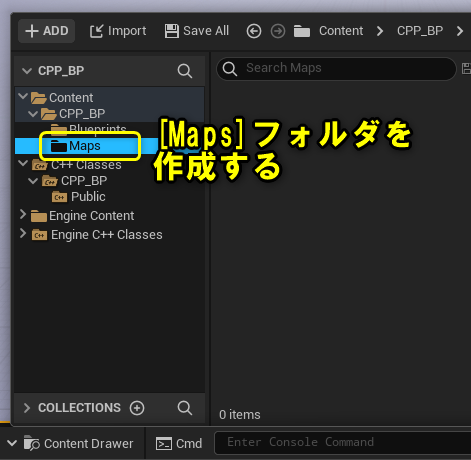 ADD
Import
Save All
Content
CPP_BP
CPP_BP
Search Maps
Content
CPP_BP
Blueprints
Maps
[Maps]フォルダを
作成する
C++ Classes
CPP_BP
Public
Engine Content
Engine C++ Classes
COLLECTIONS
0 items
Content Drawer
Cmd
Enter Console Command